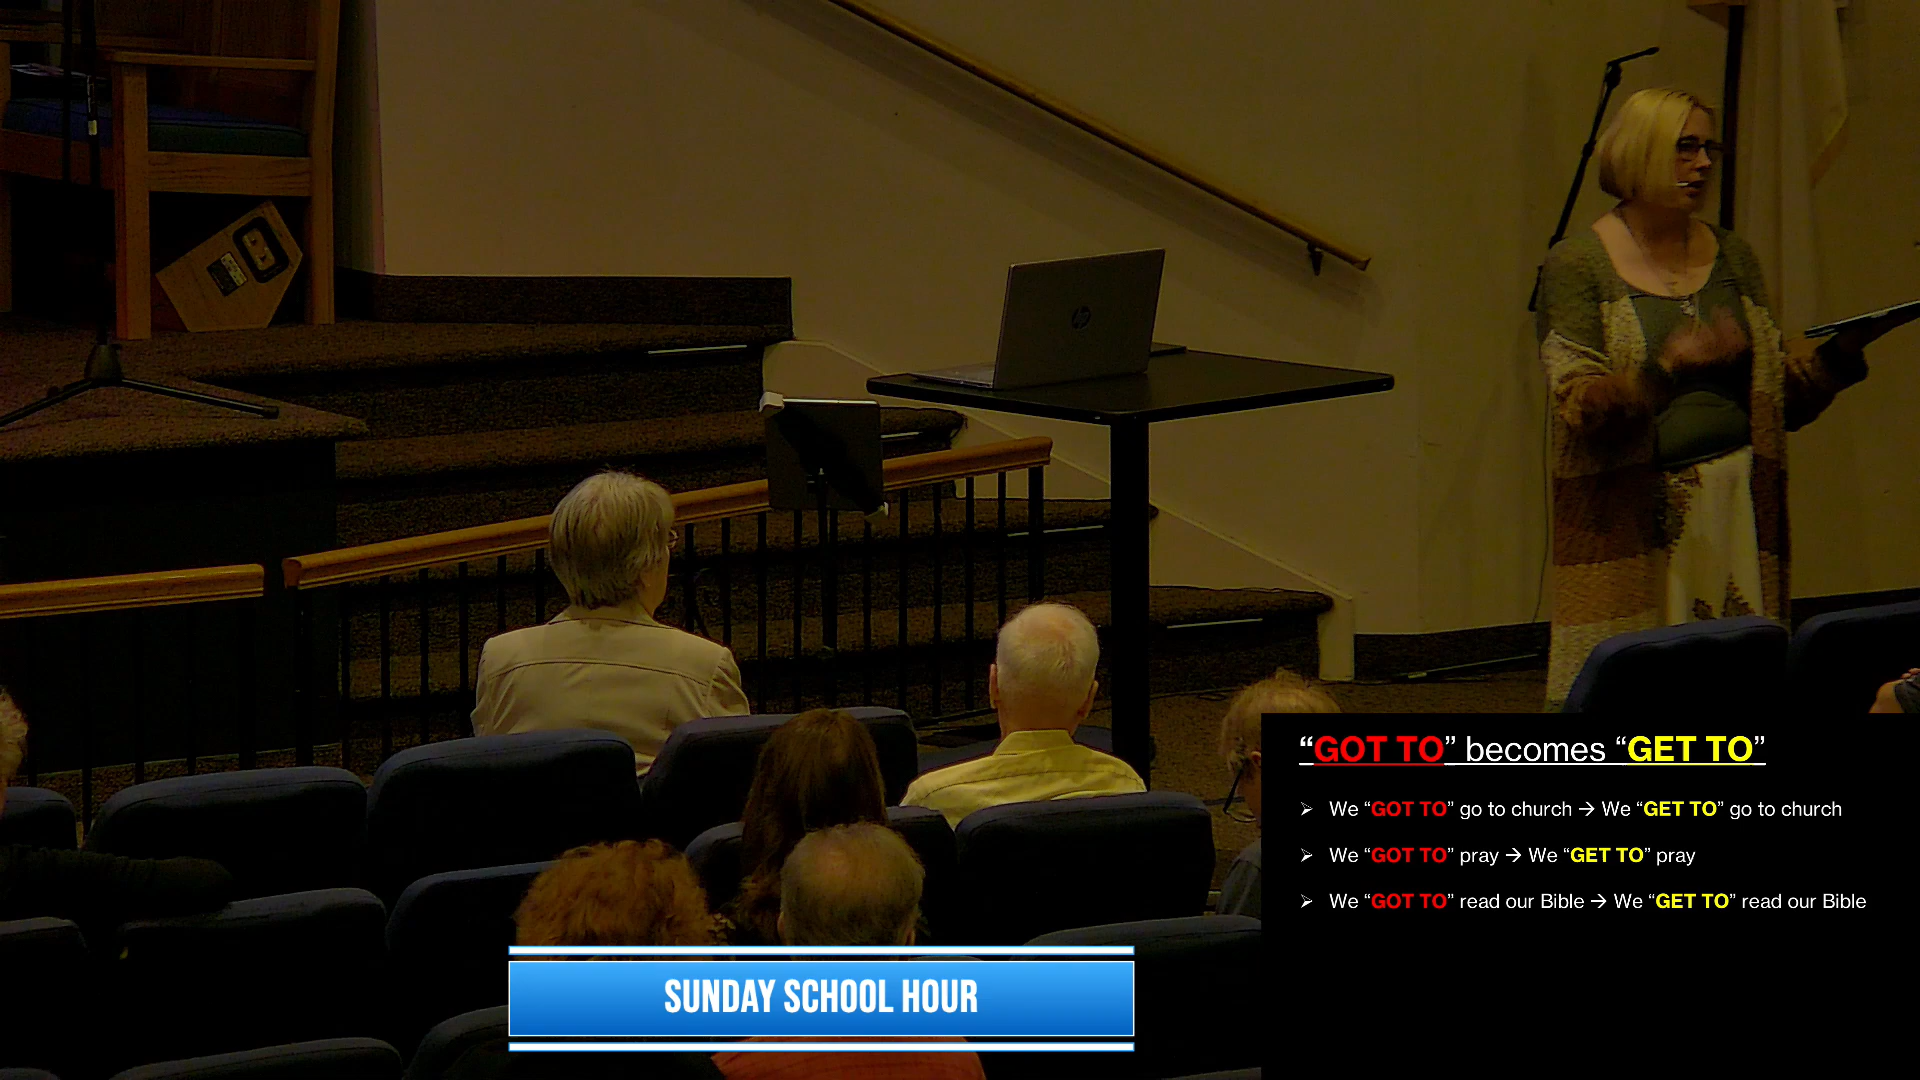 “GOT TO” becomes “GET TO”
➢ We “GOT TO” go to church → We “GET TO” go to church
➢ We “GOT TO” pray → We “GET TO” pray
➢ We “GOT TO” read our Bible → We “GET TO” read our Bible
SUNDAY SCHOOL HOUR